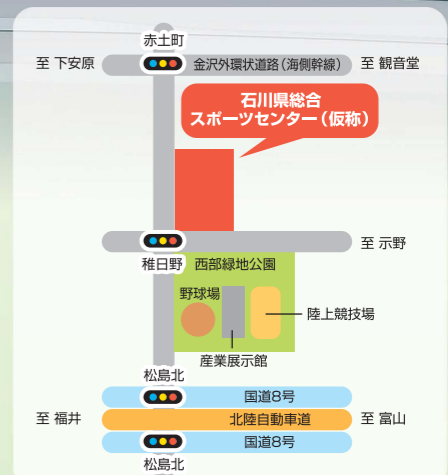 赤土町
至 下安原
金沢外環状道路（海側幹線）
至 観音堂
石川県総合
スポーツセンター（仮称）
至 示野
稚日野
西部緑地公園
野球場
陸上競技場
産業展示館
松島北
国道8号
至 福井
北陸自動車道
至 富山
国道8号
松島北